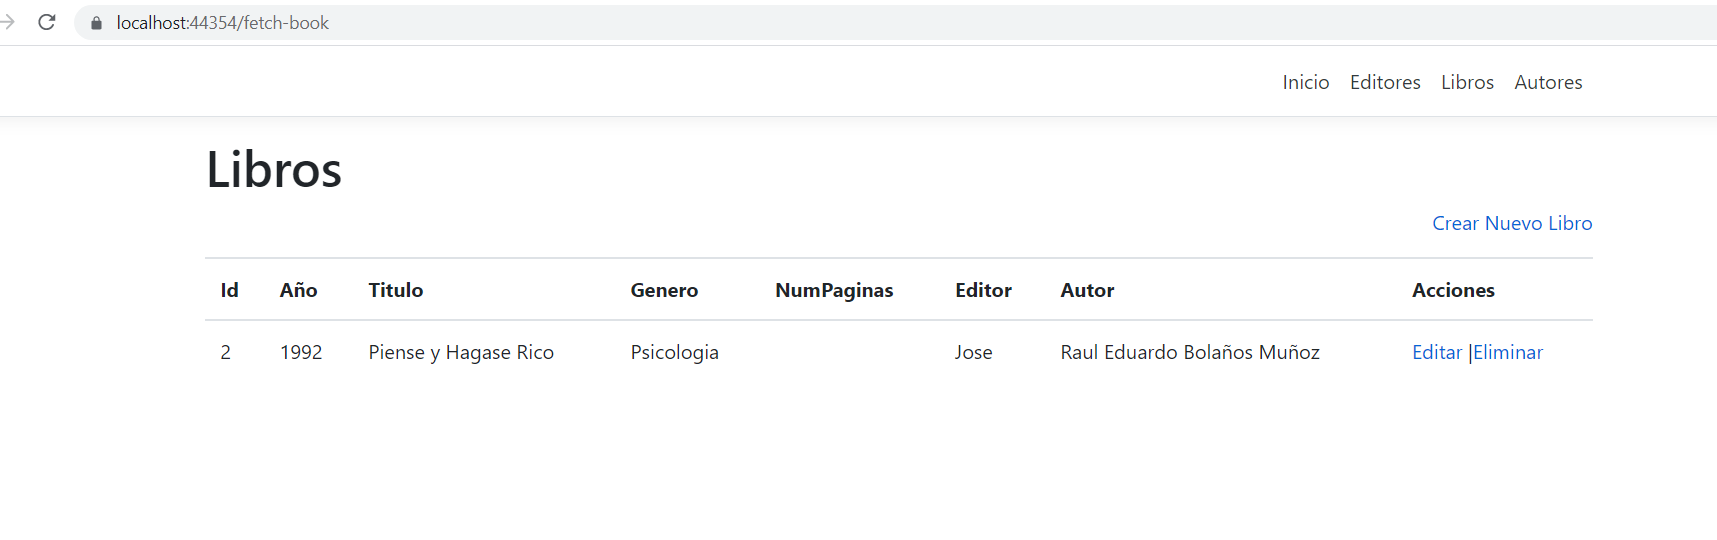 localhost:44354/fetch-book
Inicio Editores Libros Autores
Libros
Crear Nuevo Libro
Id Año Titulo Genero NumPaginas Editor Autor Acciones
2 1992 Piense y Hagase Rico Psicologia Jose Raul Eduardo Bolaños Muñoz Editar |Eliminar